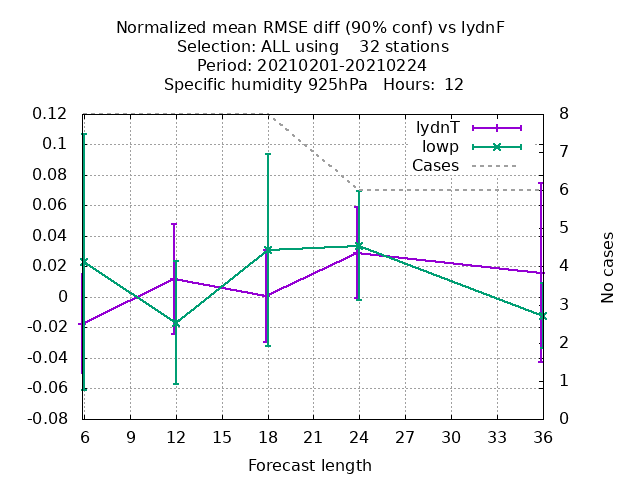 Normalized mean RMSE diff (90% conf) vs lydnF
Selection: ALL using 32 stations
Period: 20210201-20210224
Specific humidity 925hPa Hours: 12
lydnT
lowp
Cases
0.12
0.1
0.08
0.06
0.04
0.02
0
-0.02
-0.04
-0.06
-0.08
8
7
6
5
4
3
2
1
0
No cases
6 9 12 15 18 21 24 27 30 33 36
Forecast length